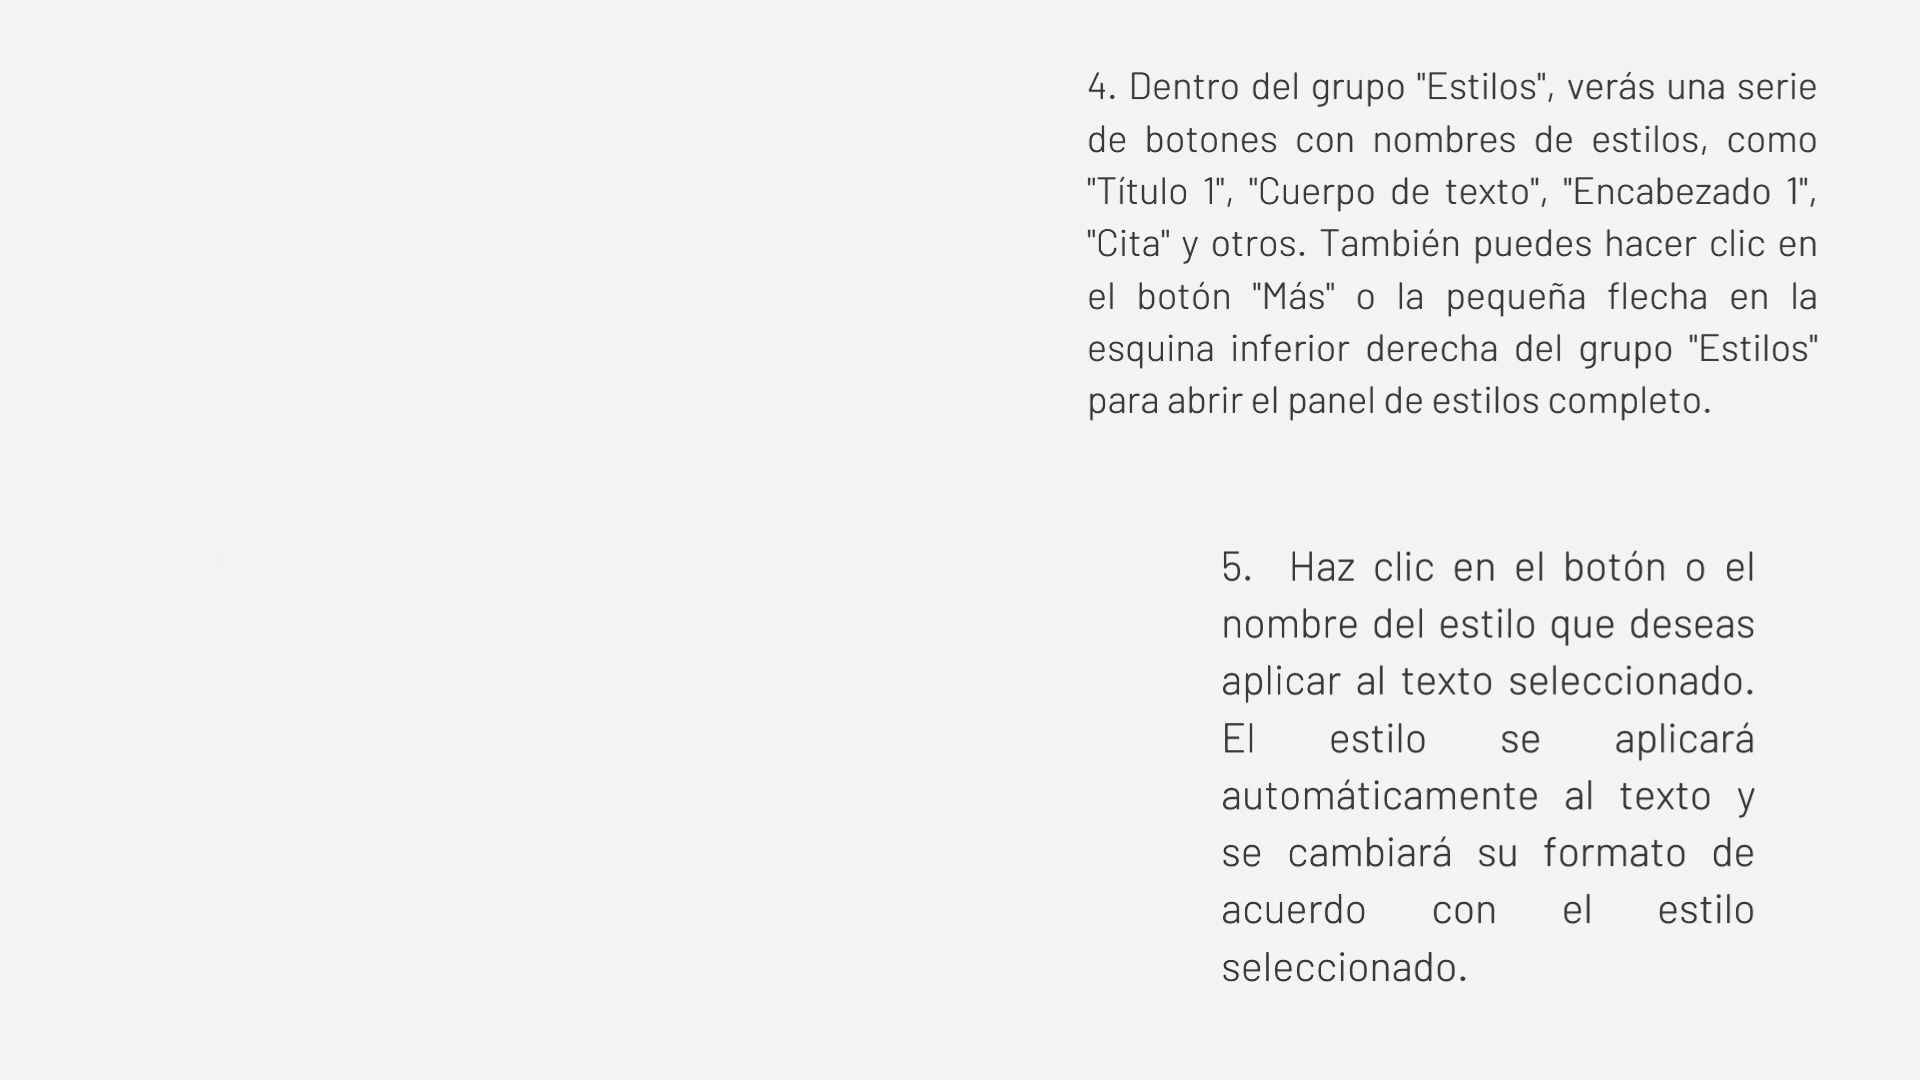 4. Dentro del grupo "Estilos", verás una serie
de botones con nombres de estilos, como
"Título 1", "Cuerpo de texto", "Encabezado 1",
"Cita" y otros. También puedes hacer clic en
el botón "Más" o la pequeña flecha en la
esquina inferior derecha del grupo "Estilos"
para abrir el panel de estilos completo.
5. Haz clic en el botón o el
nombre del estilo que deseas
aplicar al texto seleccionado.
El estilo se aplicará
automáticamente al texto y
se cambiará su formato de
acuerdo con el estilo
seleccionado.